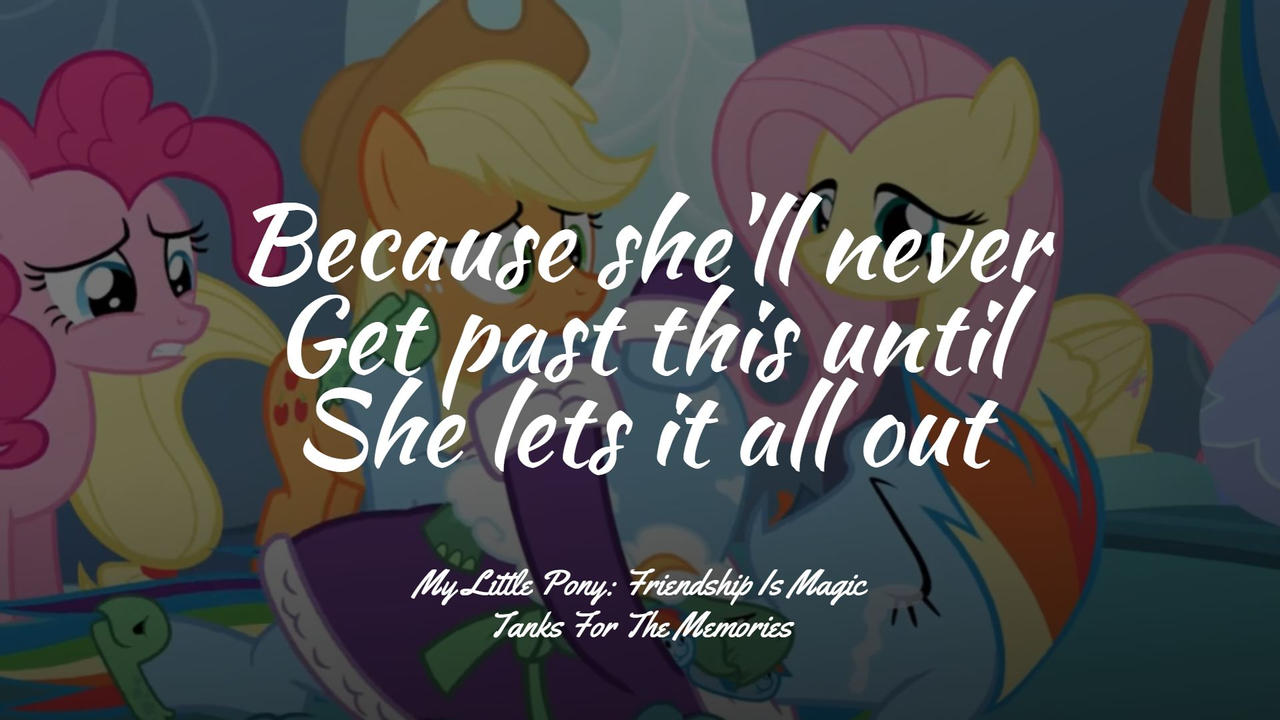 Because she'll never
Get past this until
She lets it all out
My Little Pony: Friendship Is Magic
Tanks For The Memories